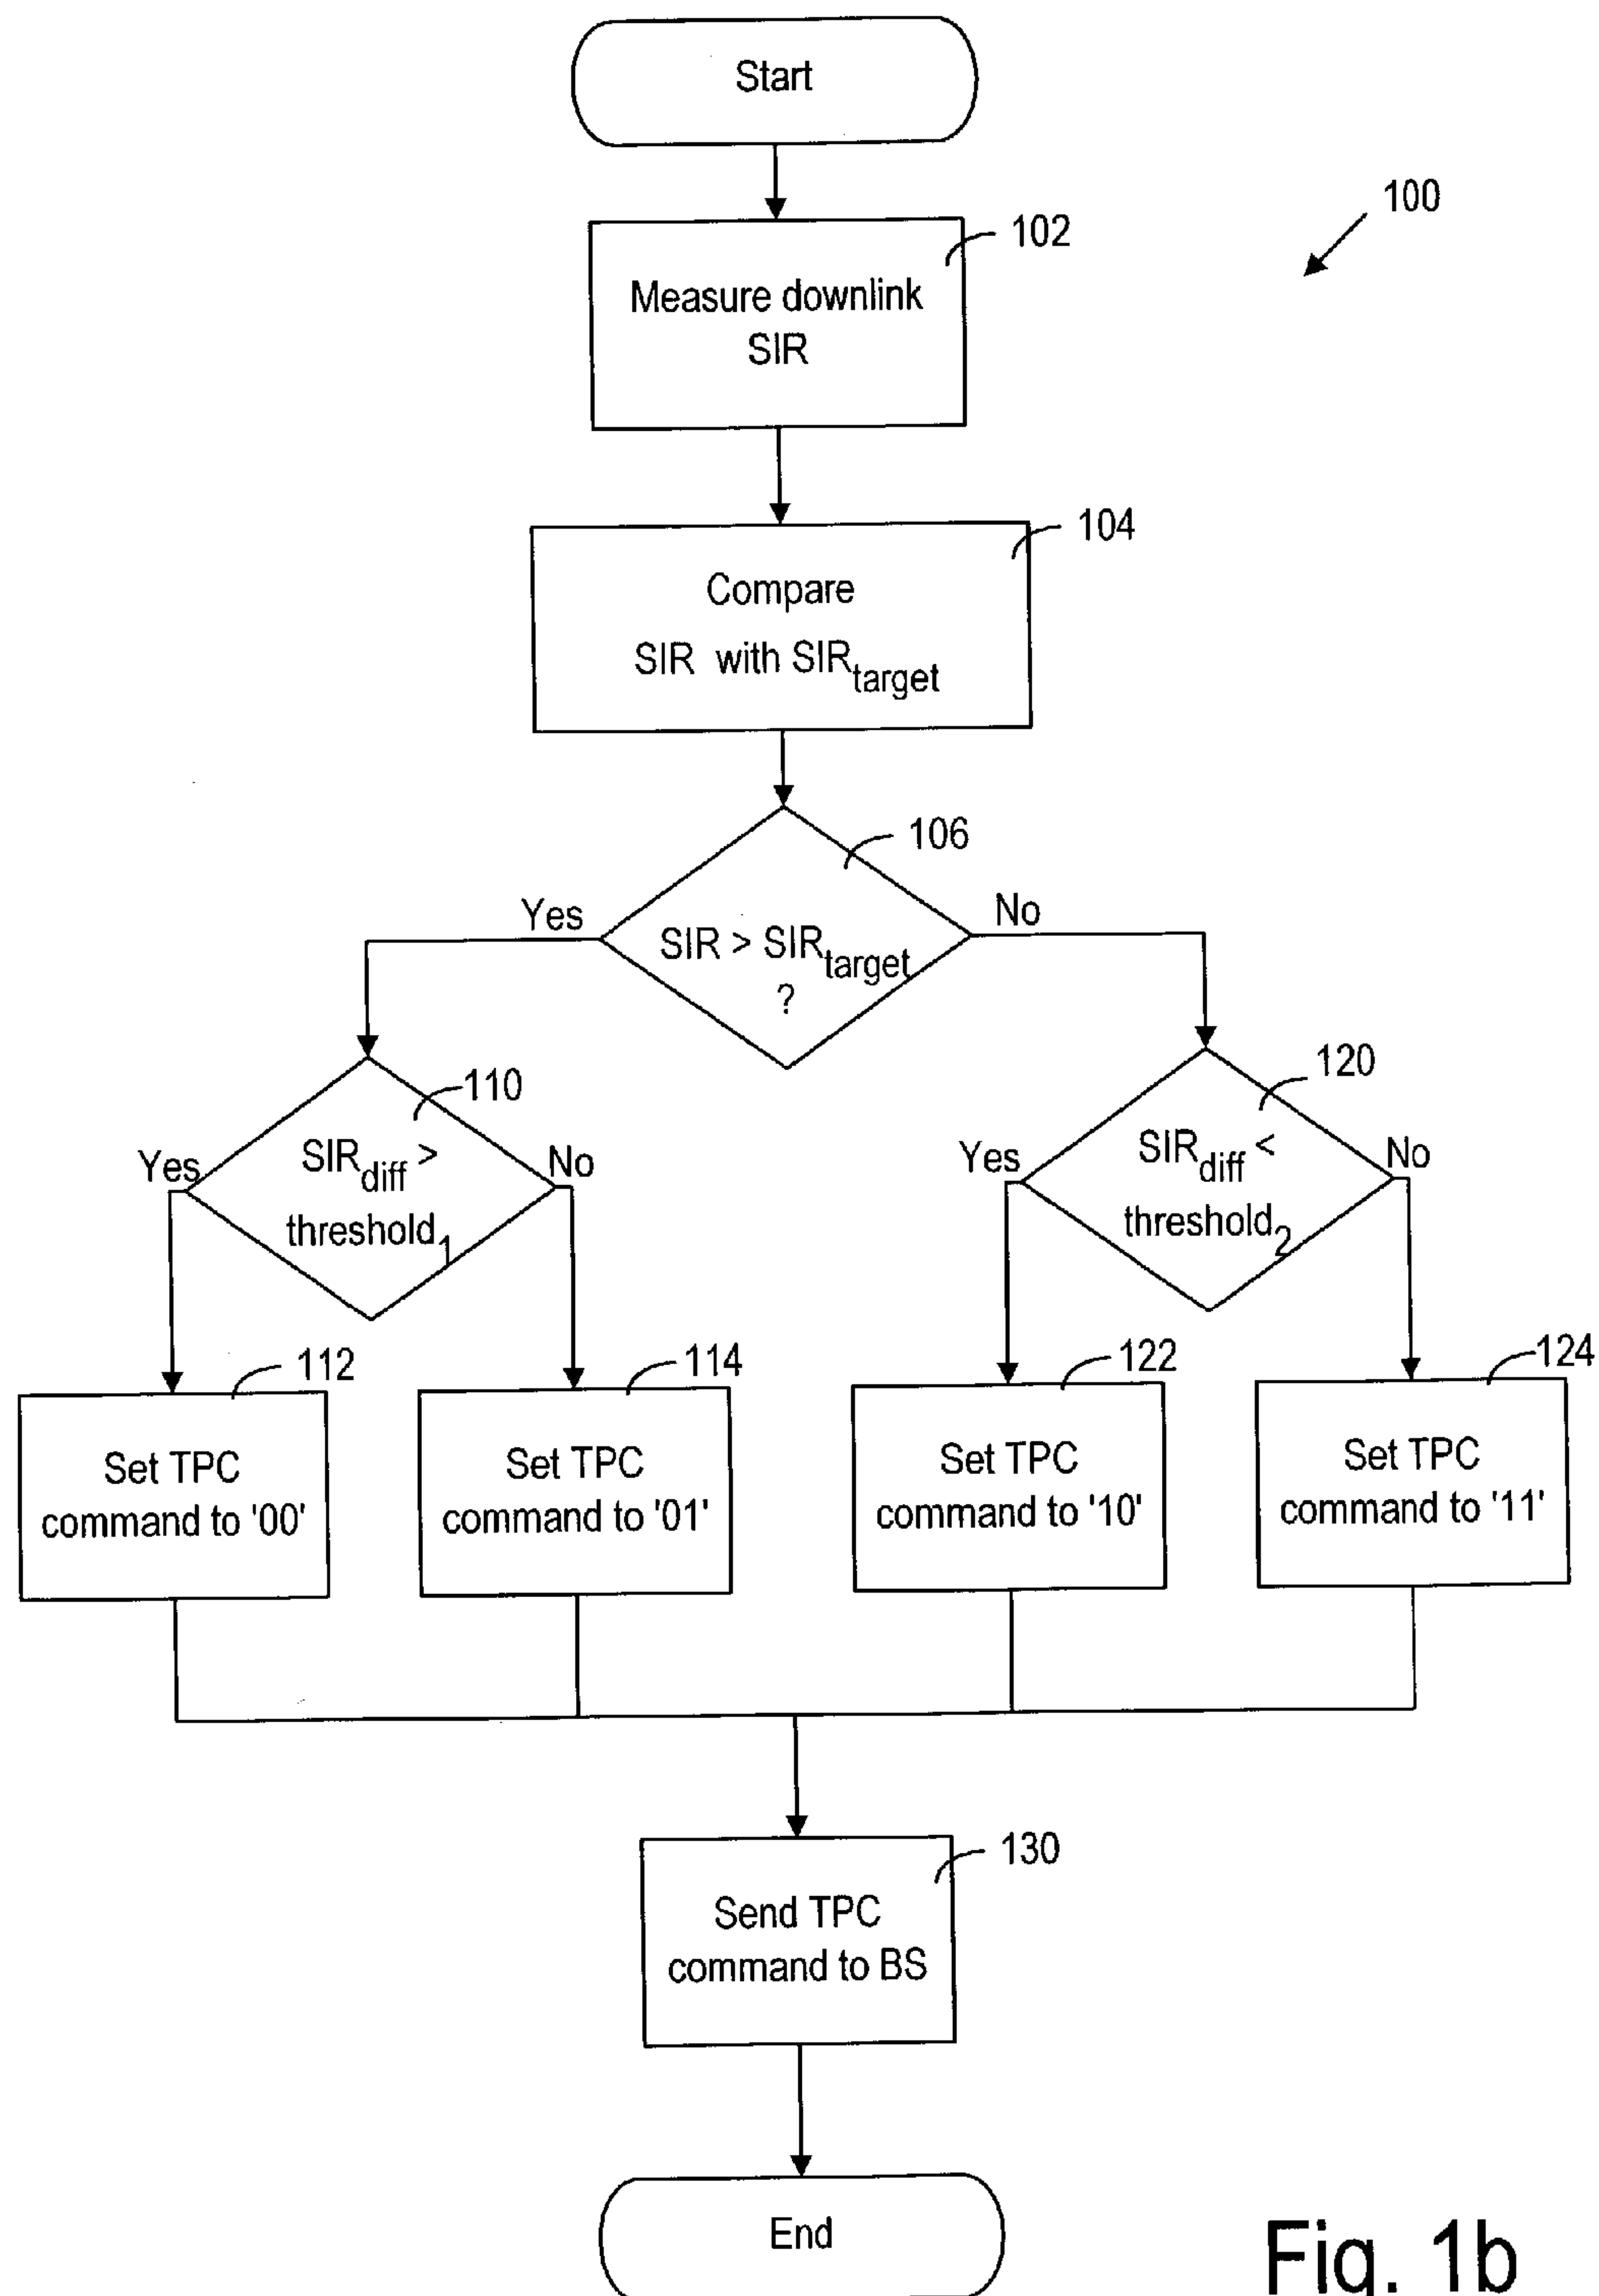 Start
100
102
Measure downlink
SIR
104
Compare
SIR with SIRtarget
106
Yes
No
SIR > SIRtarget
?
110
120
Yes
SIRdiff >
No
threshold1
Yes
SIRdiff <
No
threshold2
112
114
122
124
Set TPC
command to '00'
Set TPC
command to '01'
Set TPC
command to '10'
Set TPC
command to '11'
130
Send TPC
command to BS
End
Fig. 1b